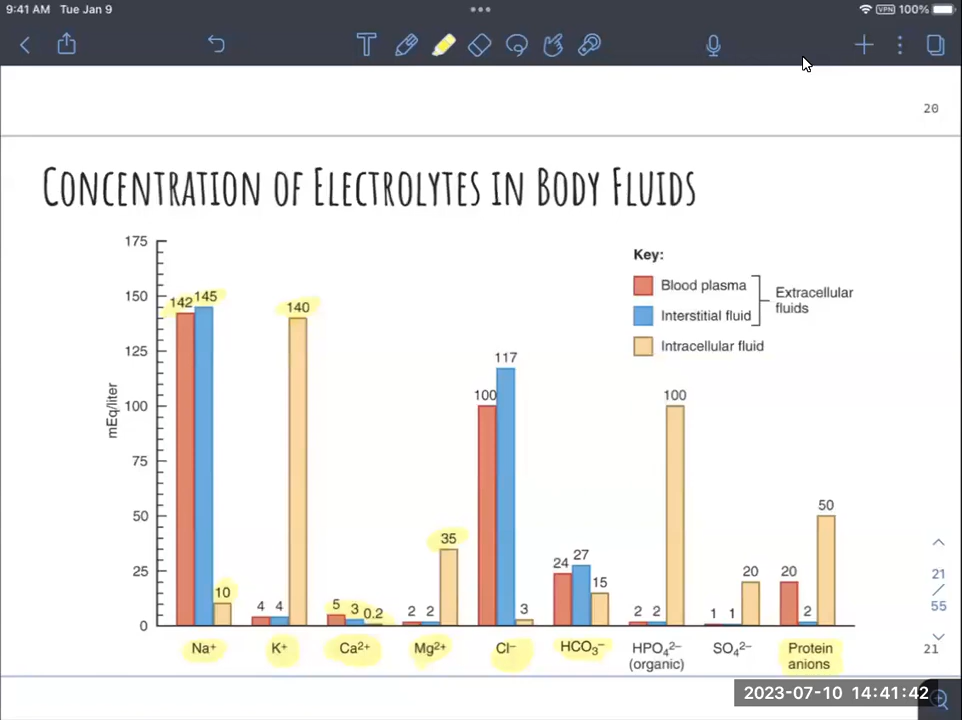 9:41 AM Tue Jan 9
VPN 100%
T
20
CONCENTRATION OF ELECTROLYTES IN BODY FLUIDS
175
150
125
100
75
50
25
0
mEq/liter
Key:
Blood plasma
Interstitial fluid
Extracellular
fluids
Intracellular fluid
142 145 10
4 4 140
5 3 0.2
2 2 35
100 117 3
24 27 15
2 2 100
1 1 20
20 2 50
Na⁺ K⁺ Ca²⁺ Mg²⁺ Cl⁻ HCO₃⁻ HPO₄²⁻ SO₄²⁻ Protein
(organic) anions
21
/
55
21
2023-07-10 14:41:42